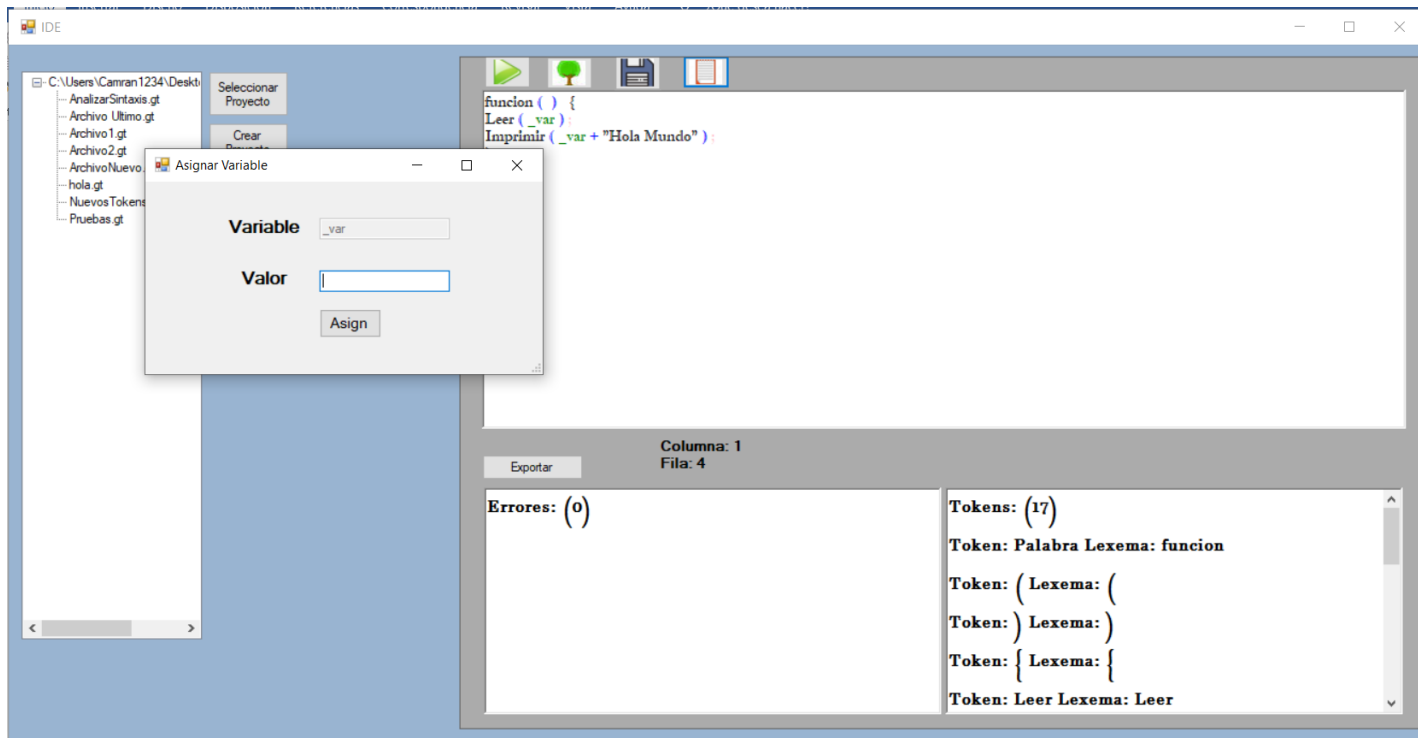 IDE
C:\Users\Camran1234\Deskt
AnalizarSintaxis.gt
Archivo Ultimo.gt
Archivo1.gt
Archivo2.gt
ArchivoNuevo.
hola.gt
NuevosTokens
Pruebas.gt
Seleccionar
Proyecto
Crear
Asignar Variable
Variable
_var
Valor
Asign
funcion ( ) {
Leer ( _var ) ;
Imprimir ( _var + "Hola Mundo" ) ;
Columna: 1
Fila: 4
Exportar
Errores: (0)
Tokens: (17)
Token: Palabra Lexema: funcion
Token: ( Lexema: (
Token: ) Lexema: )
Token: { Lexema: {
Token: Leer Lexema: Leer